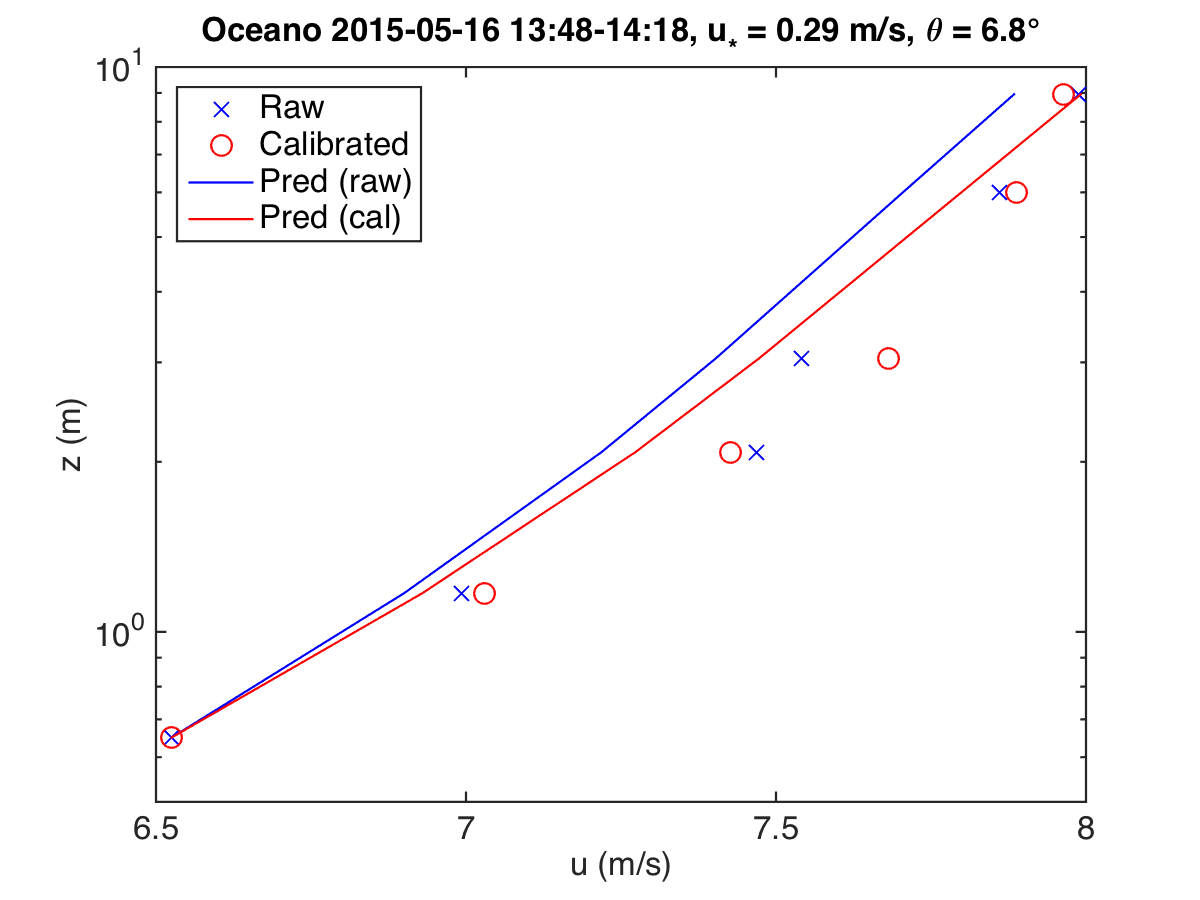 Oceano 2015-05-16 13:48-14:18, u* = 0.29 m/s, θ = 6.8°
10^1
Raw
Calibrated
Pred (raw)
Pred (cal)
z (m)
10^0
6.5 7 7.5 8
u (m/s)